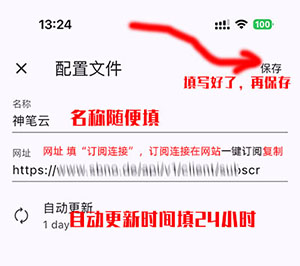 13:24
100
配置文件
保存
填写好了，再保存
名称
神笔云
名称随便填
网址
网址 填“订阅连接”，订阅连接在网站一键订阅复制
https://
scr
自动更新
1 day
自动更新时间填24小时